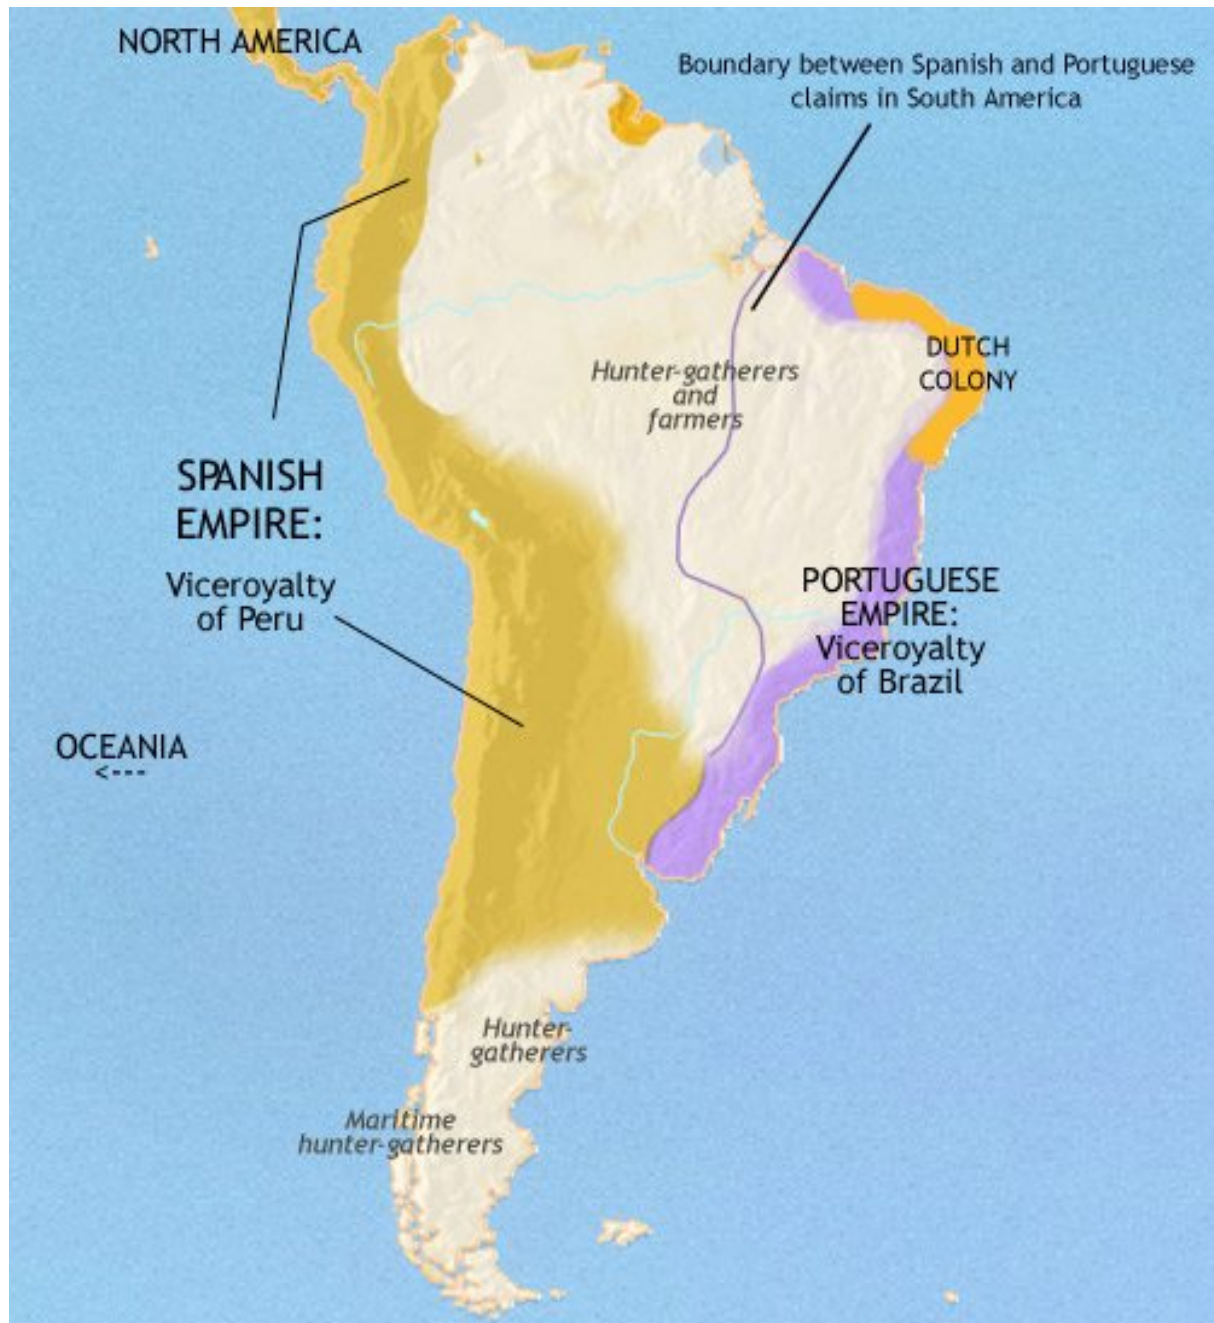 NORTH AMERICA
Boundary between Spanish and Portuguese
claims in South America
Hunter-gatherers
and
farmers
DUTCH
COLONY
SPANISH
EMPIRE:
Viceroyalty
of Peru
PORTUGUESE
EMPIRE:
Viceroyalty
of Brazil
OCEANIA
<---
Hunter-
gatherers
Maritime
hunter-gatherers